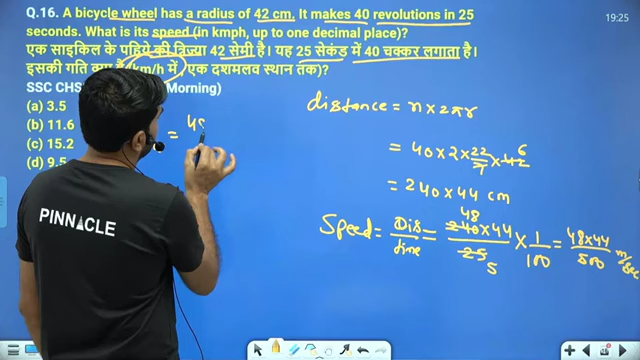 Q.16. A bicycle wheel has a radius of 42 cm. It makes 40 revolutions in 25
seconds. What is its speed (in kmph, up to one decimal place)?
एक साइकिल के पहिये की त्रिज्या 42 सेमी है। यह 25 सेकंड में 40 चक्कर लगाता है।
इसकी गति क्या (km/h में, एक दशमलव स्थान तक)?
SSC CHS Morning)
(a) 3.5
(b) 11.6
(c) 15.2
(d) 9.5
= 48
PINNACLE
distance = n × 2πr
= 40 × 2 × 22/7 × 42 6
= 240 × 44 cm
Speed = Dis/time = 48 240 × 44/25 5 × 1/100 = 48 × 44/500 m/sec
19:25